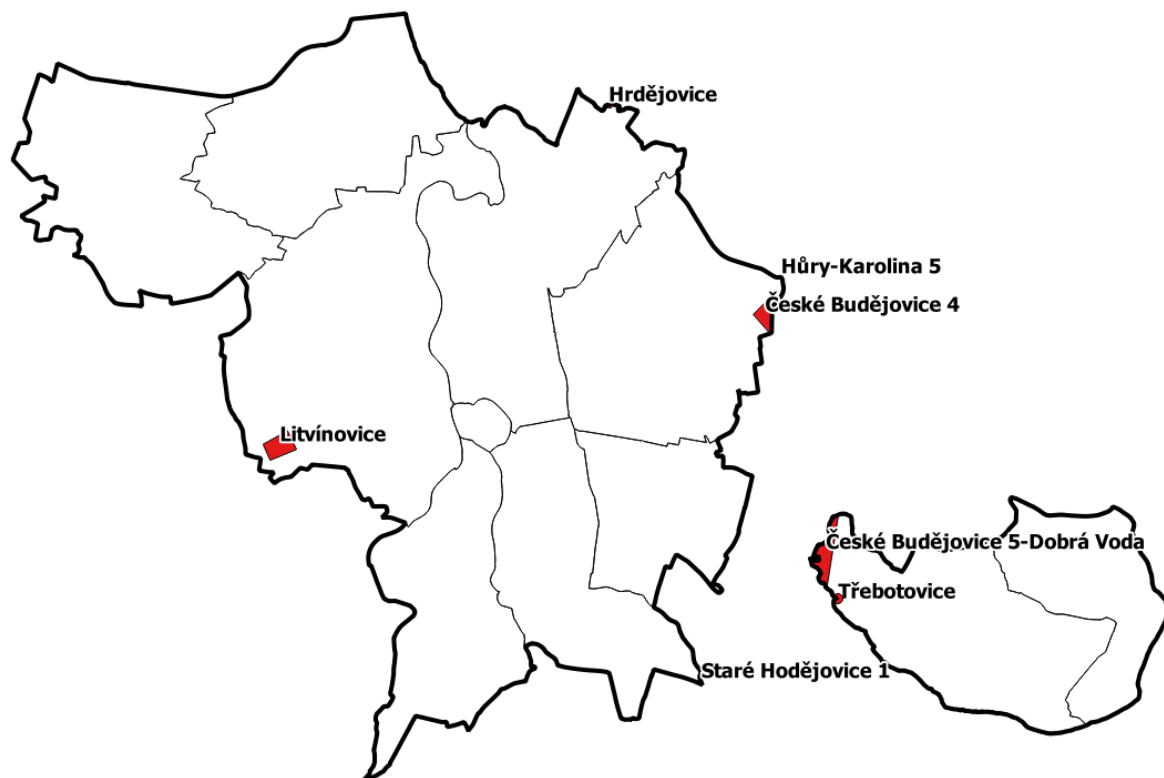 Hrdějovice
Hůry-Karolina 5
České Budějovice 4
Litvínovice
České Budějovice 5-Dobrá Voda
Třebotovice
Staré Hodějovice 1